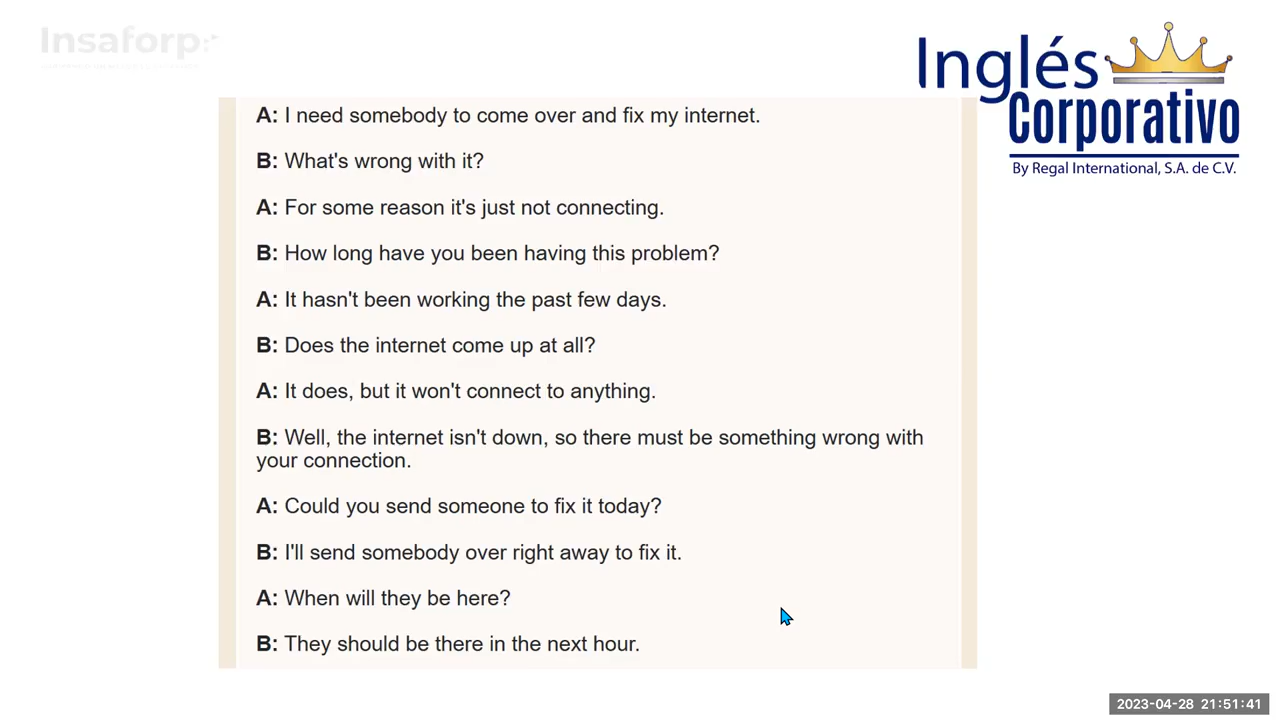 Insaforp
Inglés
Corporativo
By Regal International, S.A. de C.V.
A: I need somebody to come over and fix my internet.
B: What's wrong with it?
A: For some reason it's just not connecting.
B: How long have you been having this problem?
A: It hasn't been working the past few days.
B: Does the internet come up at all?
A: It does, but it won't connect to anything.
B: Well, the internet isn't down, so there must be something wrong with
your connection.
A: Could you send someone to fix it today?
B: I'll send somebody over right away to fix it.
A: When will they be here?
B: They should be there in the next hour.
2023-04-28 21:51:41